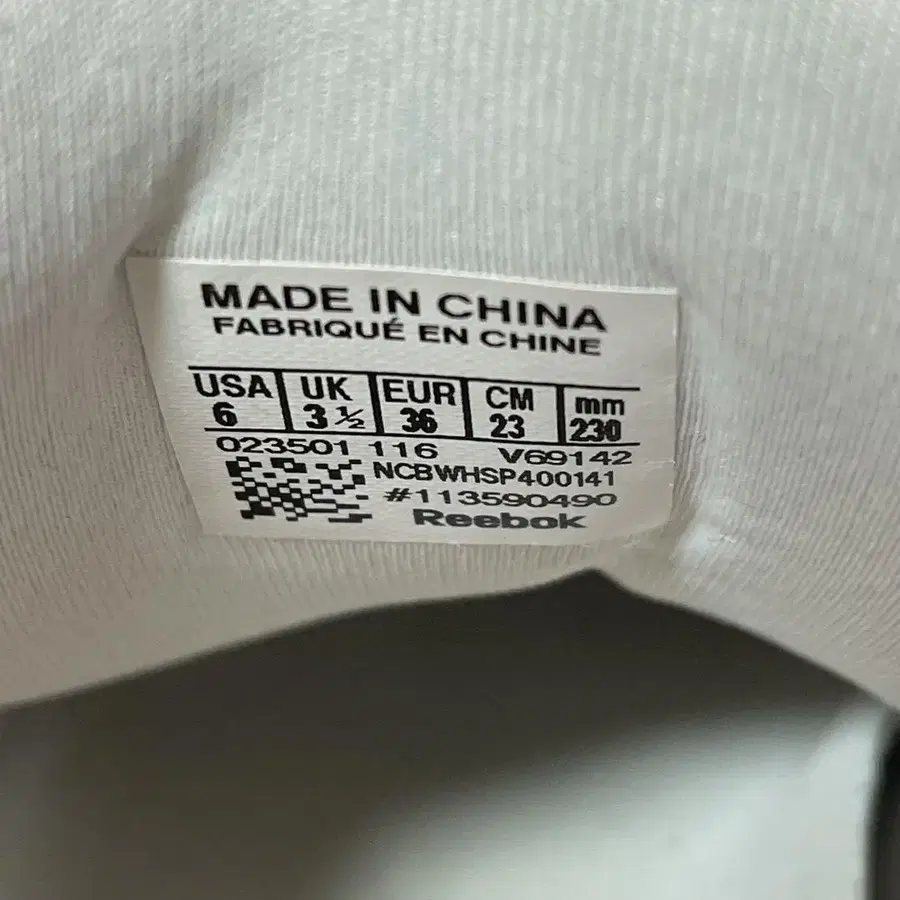 MADE IN CHINA
FABRIQUÉ EN CHINE
USA UK EUR CM mm
6 3 ½ 36 23 230
023501 116 V69142
NCBWHSP400141
#113590490
Reebok